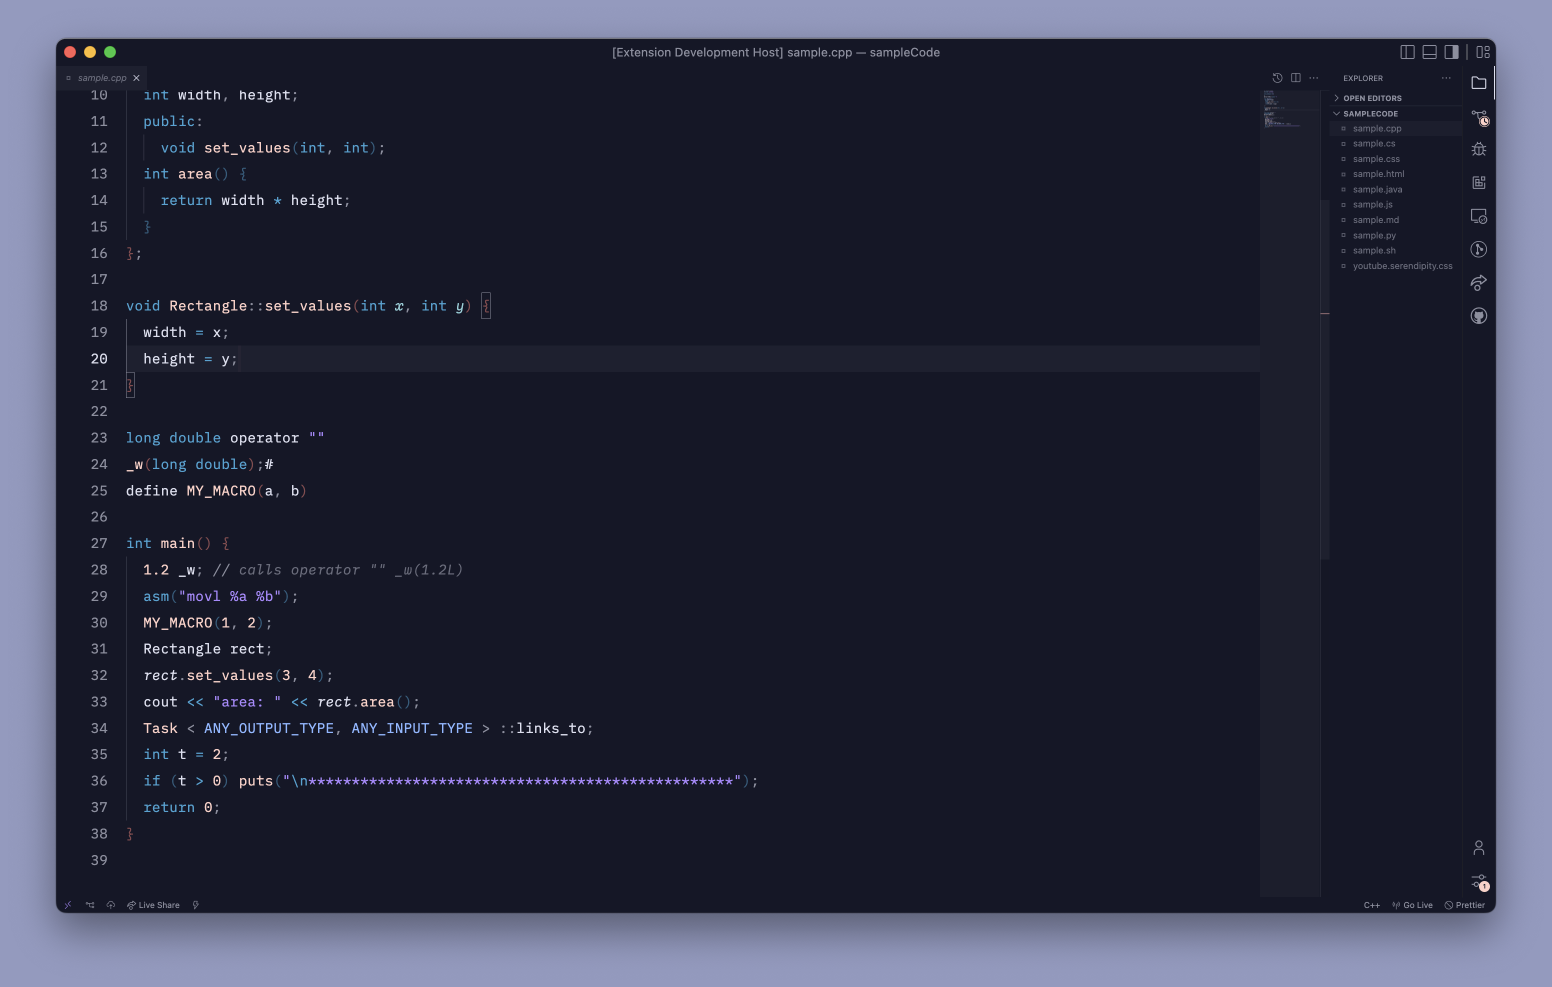 [Extension Development Host] sample.cpp — sampleCode
sample.cpp
10 int width, height;
11 public:
12 void set_values(int, int);
13 int area() {
14 return width * height;
15 }
16 };
17
18 void Rectangle::set_values(int x, int y) {
19 width = x;
20 height = y;
21 }
22
23 long double operator ""
24 _w(long double);#
25 define MY_MACRO(a, b)
26
27 int main() {
28 1.2 _w; // calls operator "" _w(1.2L)
29 asm("movl %a %b");
30 MY_MACRO(1, 2);
31 Rectangle rect;
32 rect.set_values(3, 4);
33 cout << "area: " << rect.area();
34 Task < ANY_OUTPUT_TYPE, ANY_INPUT_TYPE > ::links_to;
35 int t = 2;
36 if (t > 0) puts("\n*************************************************");
37 return 0;
38 }
39
EXPLORER
OPEN EDITORS
SAMPLECODE
sample.cpp
sample.cs
sample.css
sample.html
sample.java
sample.js
sample.md
sample.py
sample.sh
youtube.serendipity.css
1
Live Share
C++ Go Live Prettier